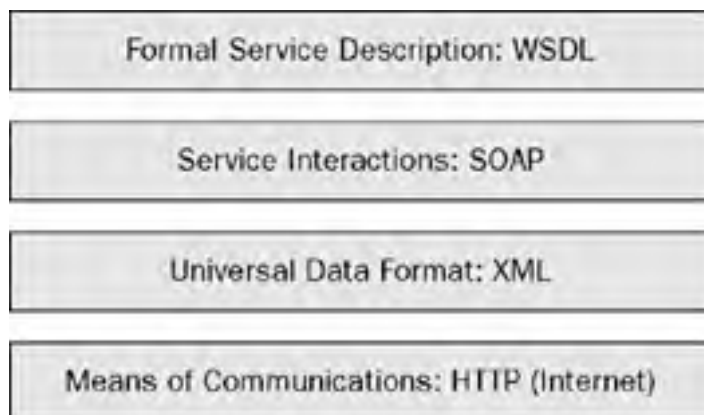 Formal Service Description: WSDL
Service Interactions: SOAP
Universal Data Format: XML
Means of Communications: HTTP (Internet)